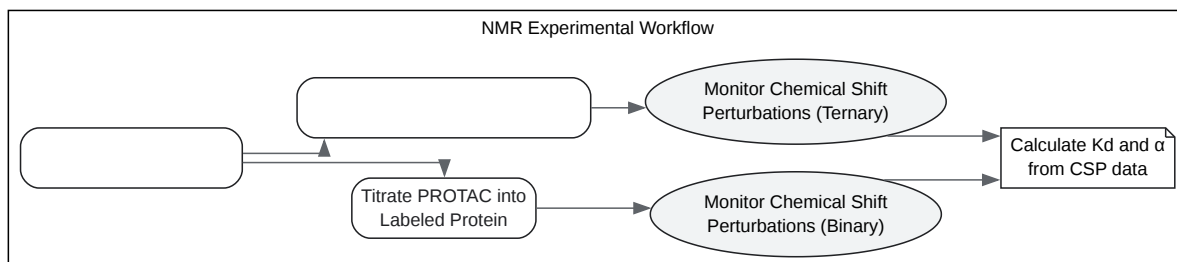 NMR Experimental Workflow
Monitor Chemical Shift
Perturbations (Ternary)
Calculate Kd and α
from CSP data
Titrate PROTAC into
Labeled Protein
Monitor Chemical Shift
Perturbations (Binary)